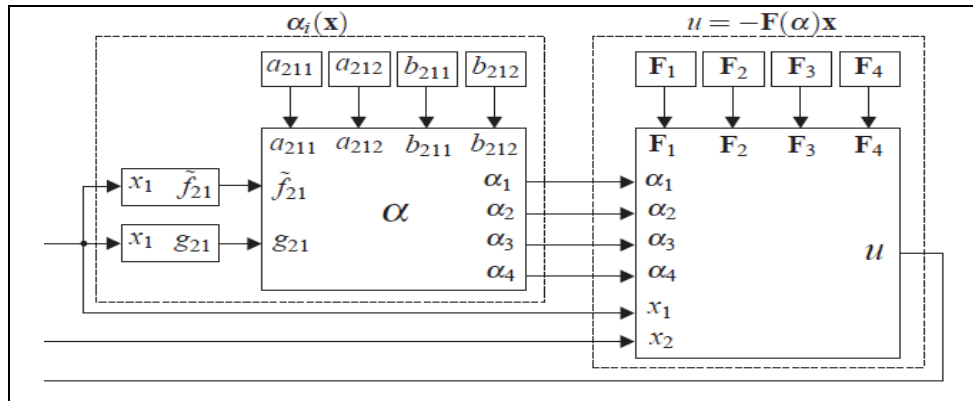 α_i(x)    u = −F(α)x
a₂₁₁ a₂₁₂ b₂₁₁ b₂₁₂    F₁ F₂ F₃ F₄
a₂₁₁ a₂₁₂ b₂₁₁ b₂₁₂    F₁ F₂ F₃ F₄
x₁ f̃₂₁    f̃₂₁    α₁    α₁
α    α₂    α₂
x₁ g₂₁    g₂₁    α₃    α₃    u
α₄    α₄
x₁
x₂